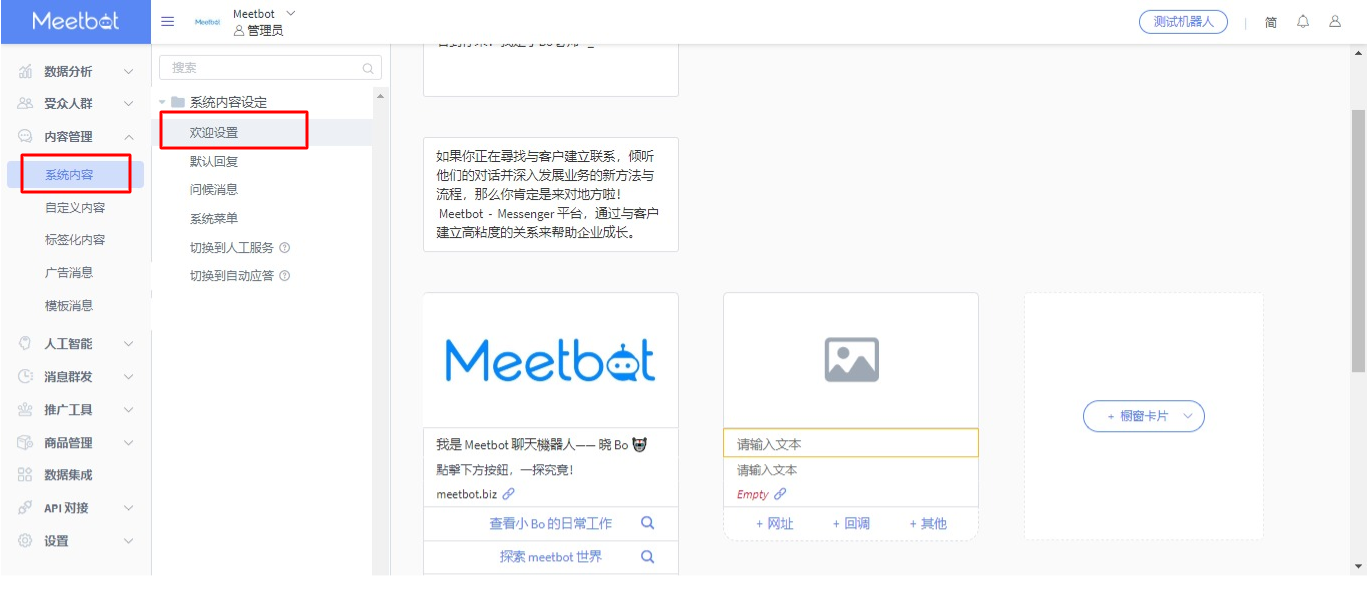 Meetbot
Meetbot
Meetbot
管理员
测试机器人
简
数据分析
受众人群
内容管理
系统内容
自定义内容
标签化内容
广告消息
模板消息
人工智能
消息群发
推广工具
商品管理
数据集成
API 对接
设置
搜索
系统内容设定
欢迎设置
默认回复
问候消息
系统菜单
切换到人工服务
切换到自动应答
如果你正在寻找与客户建立联系，倾听
他们的对话并深入发展业务的新方法与
流程，那么你肯定是来对地方啦！
Meetbot - Messenger 平台，通过与客户
建立高粘度的关系来帮助企业成长。
Meetbot
我是 Meetbot 聊天機器人—— 晓 Bo
點擊下方按鈕，一探究竟！
meetbot.biz
查看小 Bo 的日常工作
探索 meetbot 世界
请输入文本
请输入文本
Empty
+ 网址 + 回调 + 其他
+ 橱窗卡片